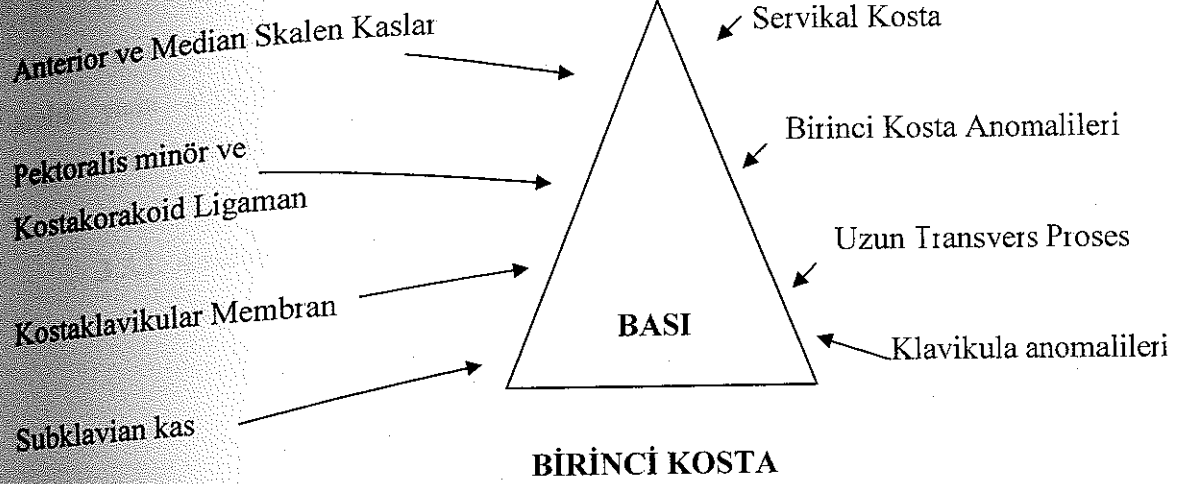 Anterior ve Median Skalen Kaslar
Pektoralis minör ve
Kostakorakoid Ligaman
Kostaklavikular Membran
Subklavian kas
Servikal Kosta
Birinci Kosta Anomalileri
Uzun Transvers Proses
Klavikula anomalileri
BASI
BİRİNCİ KOSTA